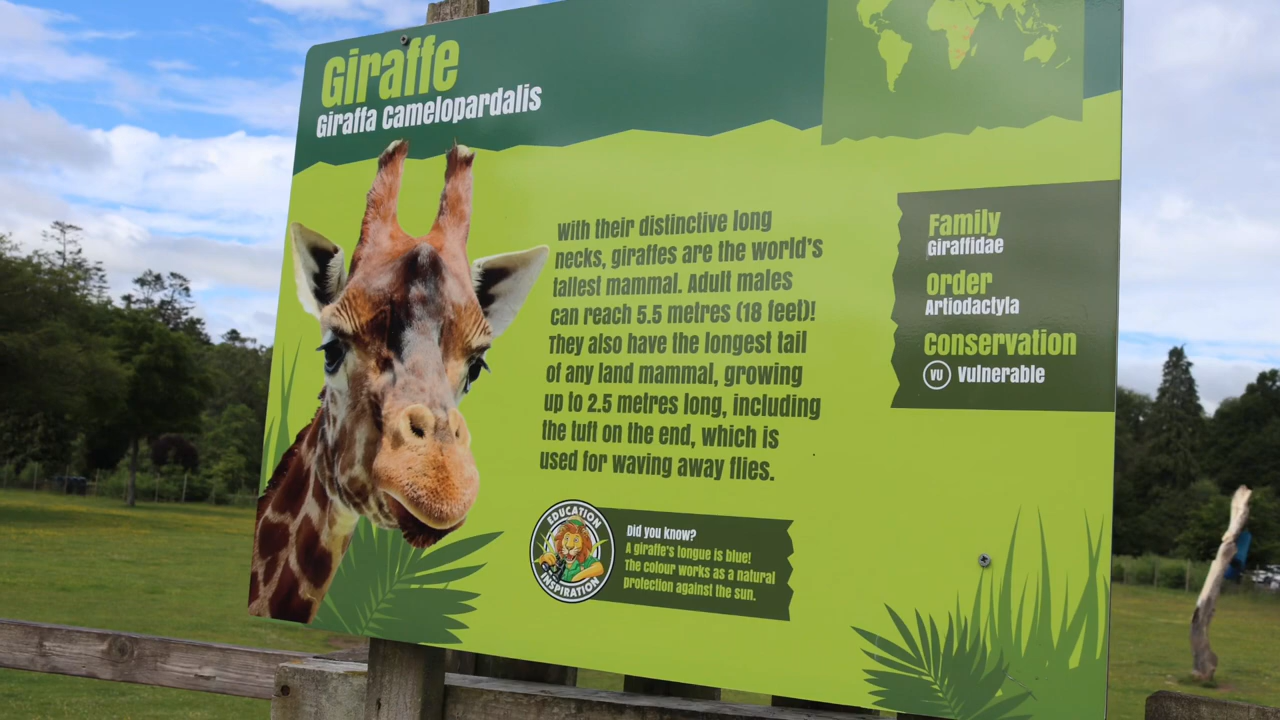 Giraffe
Giraffa Camelopardalis
With their distinctive long
necks, giraffes are the world's
tallest mammal. Adult males
can reach 5.5 metres (18 feet)!
They also have the longest tail
of any land mammal, growing
up to 2.5 metres long, including
the tuft on the end, which is
used for waving away flies.
Family
Giraffidae
Order
Artiodactyla
Conservation
VU Vulnerable
EDUCATION
INSPIRATION
Did you know?
A giraffe's tongue is blue!
The colour works as a natural
protection against the sun.